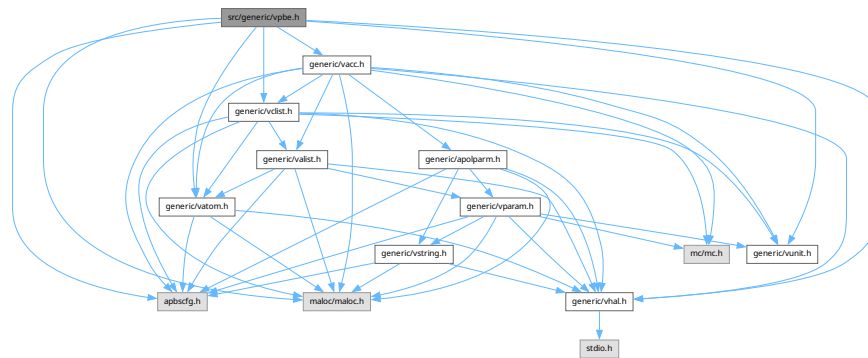 src/generic/vpbe.h
generic/vacc.h
generic/vclist.h
generic/valist.h
generic/apolparm.h
generic/vatom.h
generic/vparam.h
generic/vstring.h
mc/mc.h
generic/vunit.h
apbscfg.h
maloc/maloc.h
generic/vhal.h
stdio.h